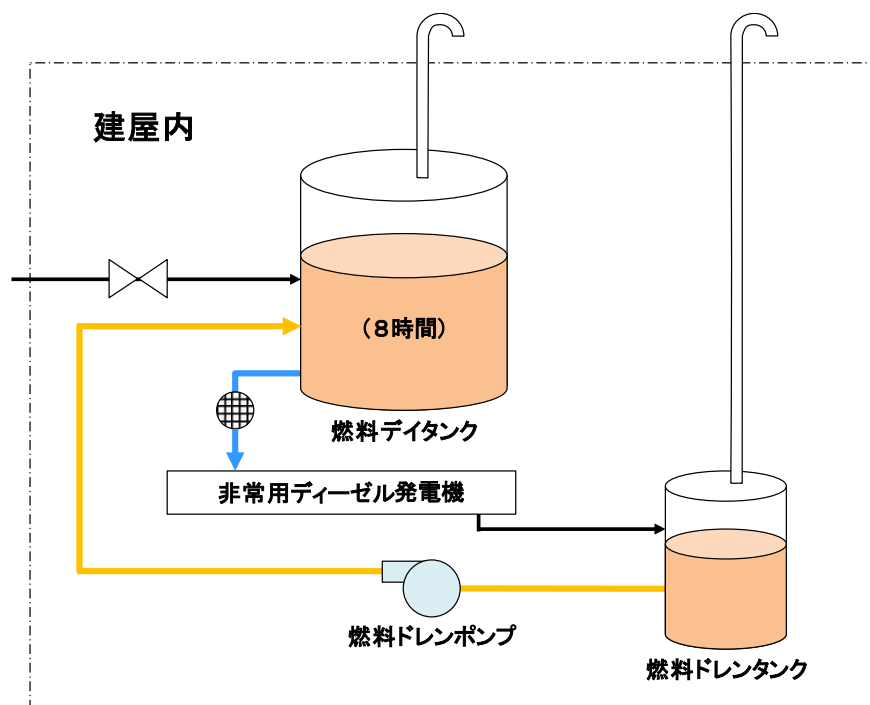 建屋内
（８時間）
燃料デイタンク
非常用ディーゼル発電機
燃料ドレンポンプ
燃料ドレンタンク